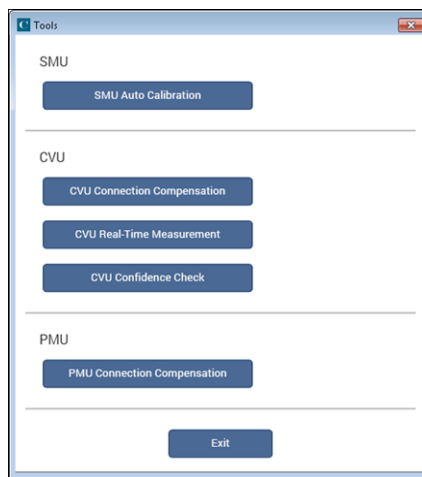 C Tools
SMU
SMU Auto Calibration
CVU
CVU Connection Compensation
CVU Real-Time Measurement
CVU Confidence Check
PMU
PMU Connection Compensation
Exit